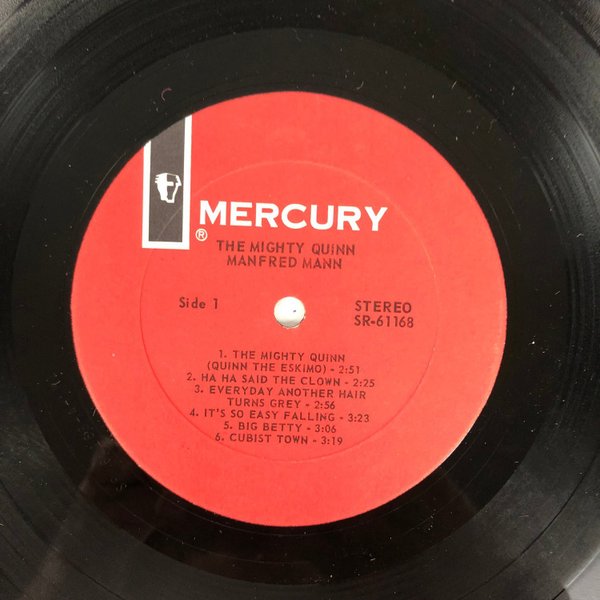 MERCURY
®
THE MIGHTY QUINN
MANFRED MANN
Side 1
STEREO
SR-61168
1. THE MIGHTY QUINN
(QUINN THE ESKIMO) - 2:51
2. HA HA SAID THE CLOWN - 2:25
3. EVERYDAY ANOTHER HAIR
TURNS GREY - 2:56
4. IT'S SO EASY FALLING - 3:23
5. BIG BETTY - 3:06
6. CUBIST TOWN - 3:19